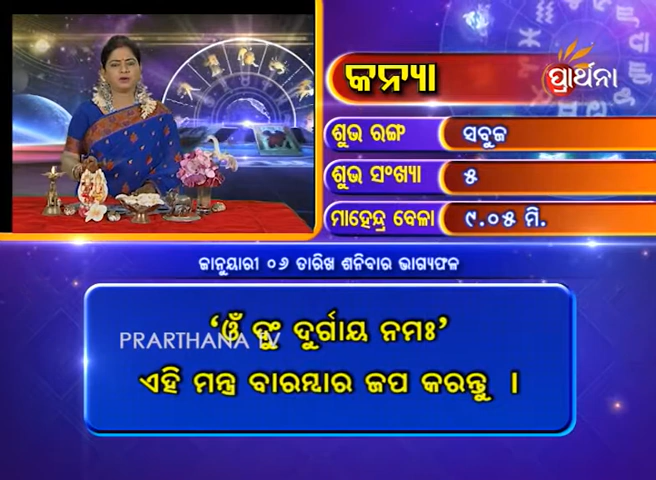 କନ୍ୟା
ପ୍ରାର୍ଥନା
ଶୁଭ ରଙ୍ଗ
ସବୁଜ
ଶୁଭ ସଂଖ୍ୟା
୫
ମାହେନ୍ଦ୍ର ବେଳା
୯.୦୫ ମି.
ଜାନୁୟାରୀ ୦୬ ତାରିଖ ଶନିବାର ଭାଗ୍ୟଫଳ
‘ଓଁ ଦୁଂ ଦୁର୍ଗାୟ ନମଃ’
PRARTHANA TV
ଏହି ମନ୍ତ୍ର ବାରମ୍ବାର ଜପ କରନ୍ତୁ ।